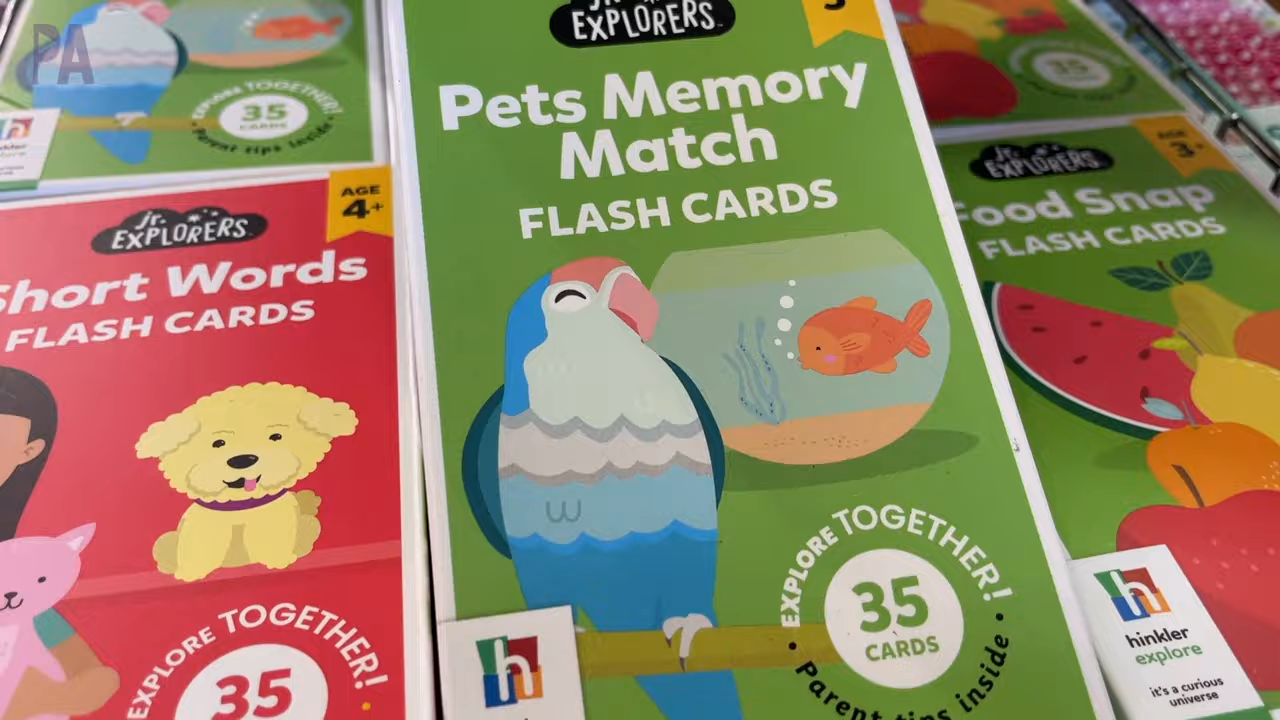 PA
EXPLORE TOGETHER!
35
CARDS
Parent tips inside
jr.
EXPLORERS
AGE
4+
Short Words
FLASH CARDS
EXPLORE TOGETHER!
35
jr.
EXPLORERS
Pets Memory
Match
FLASH CARDS
EXPLORE TOGETHER!
35
CARDS
Parent tips inside
h
35
jr.
EXPLORERS
AGE
3+
Food Snap
FLASH CARDS
h
hinkler
explore
it's a curious
universe